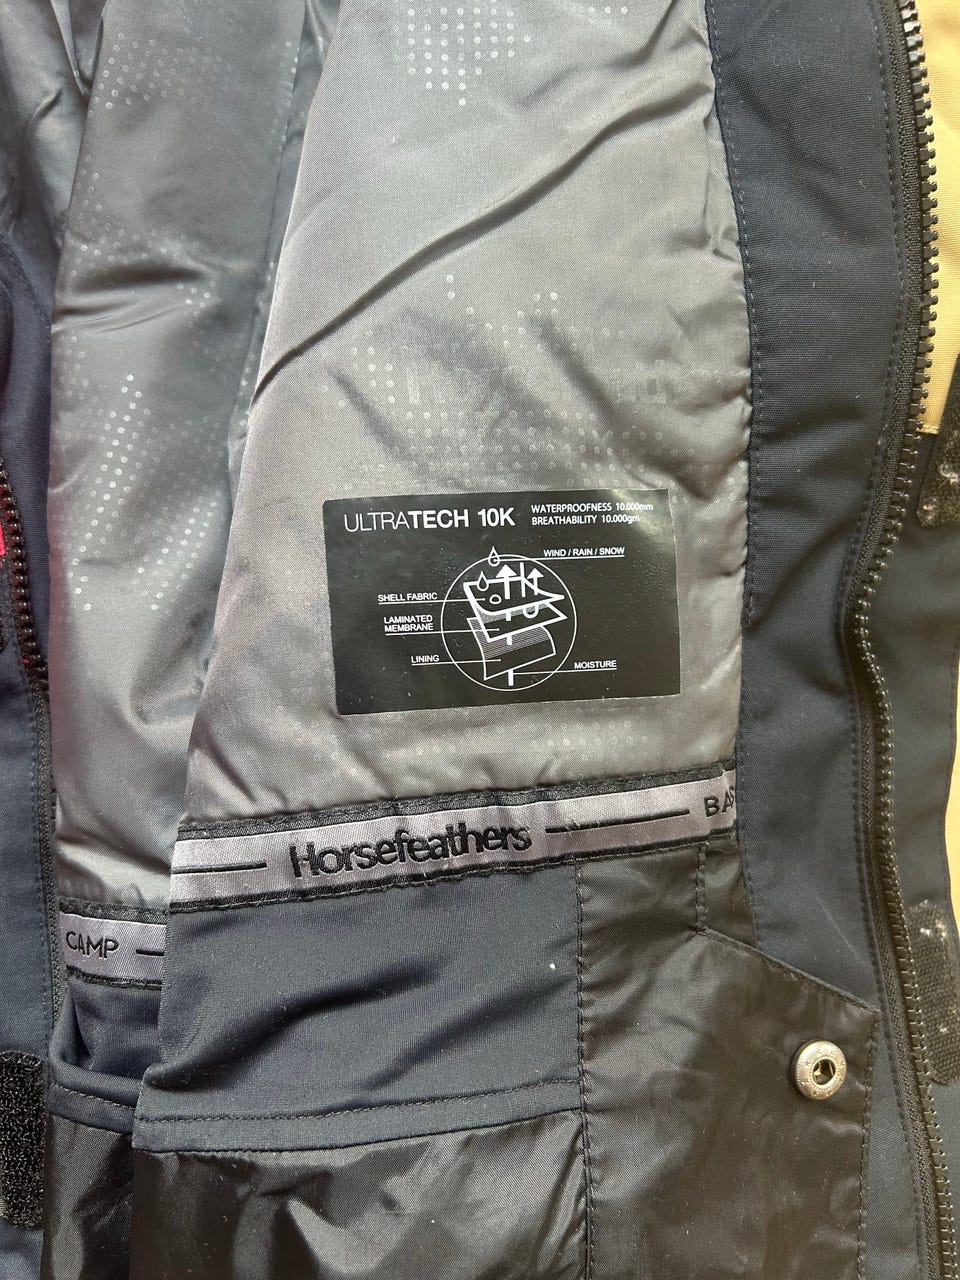 ULTRATECH 10K
WATERPROOFNESS 10.000mm
BREATHABILITY 10.000gm
WIND / RAIN / SNOW
SHELL FABRIC
LAMINATED
MEMBRANE
LINING
MOISTURE
Horsefeathers
CAMP